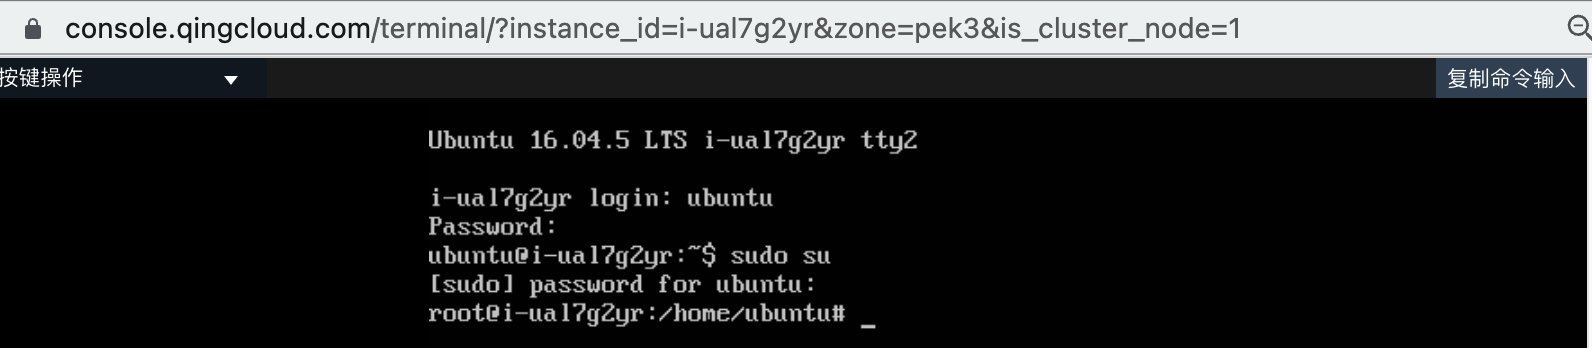 console.qingcloud.com/terminal/?instance_id=i-ual7g2yr&zone=pek3&is_cluster_node=1
按键操作
复制命令输入
Ubuntu 16.04.5 LTS i-ual7g2yr tty2
i-ual7g2yr login: ubuntu
Password:
ubuntu@i-ual7g2yr:~$ sudo su
[sudo] password for ubuntu:
root@i-ual7g2yr:/home/ubuntu# _